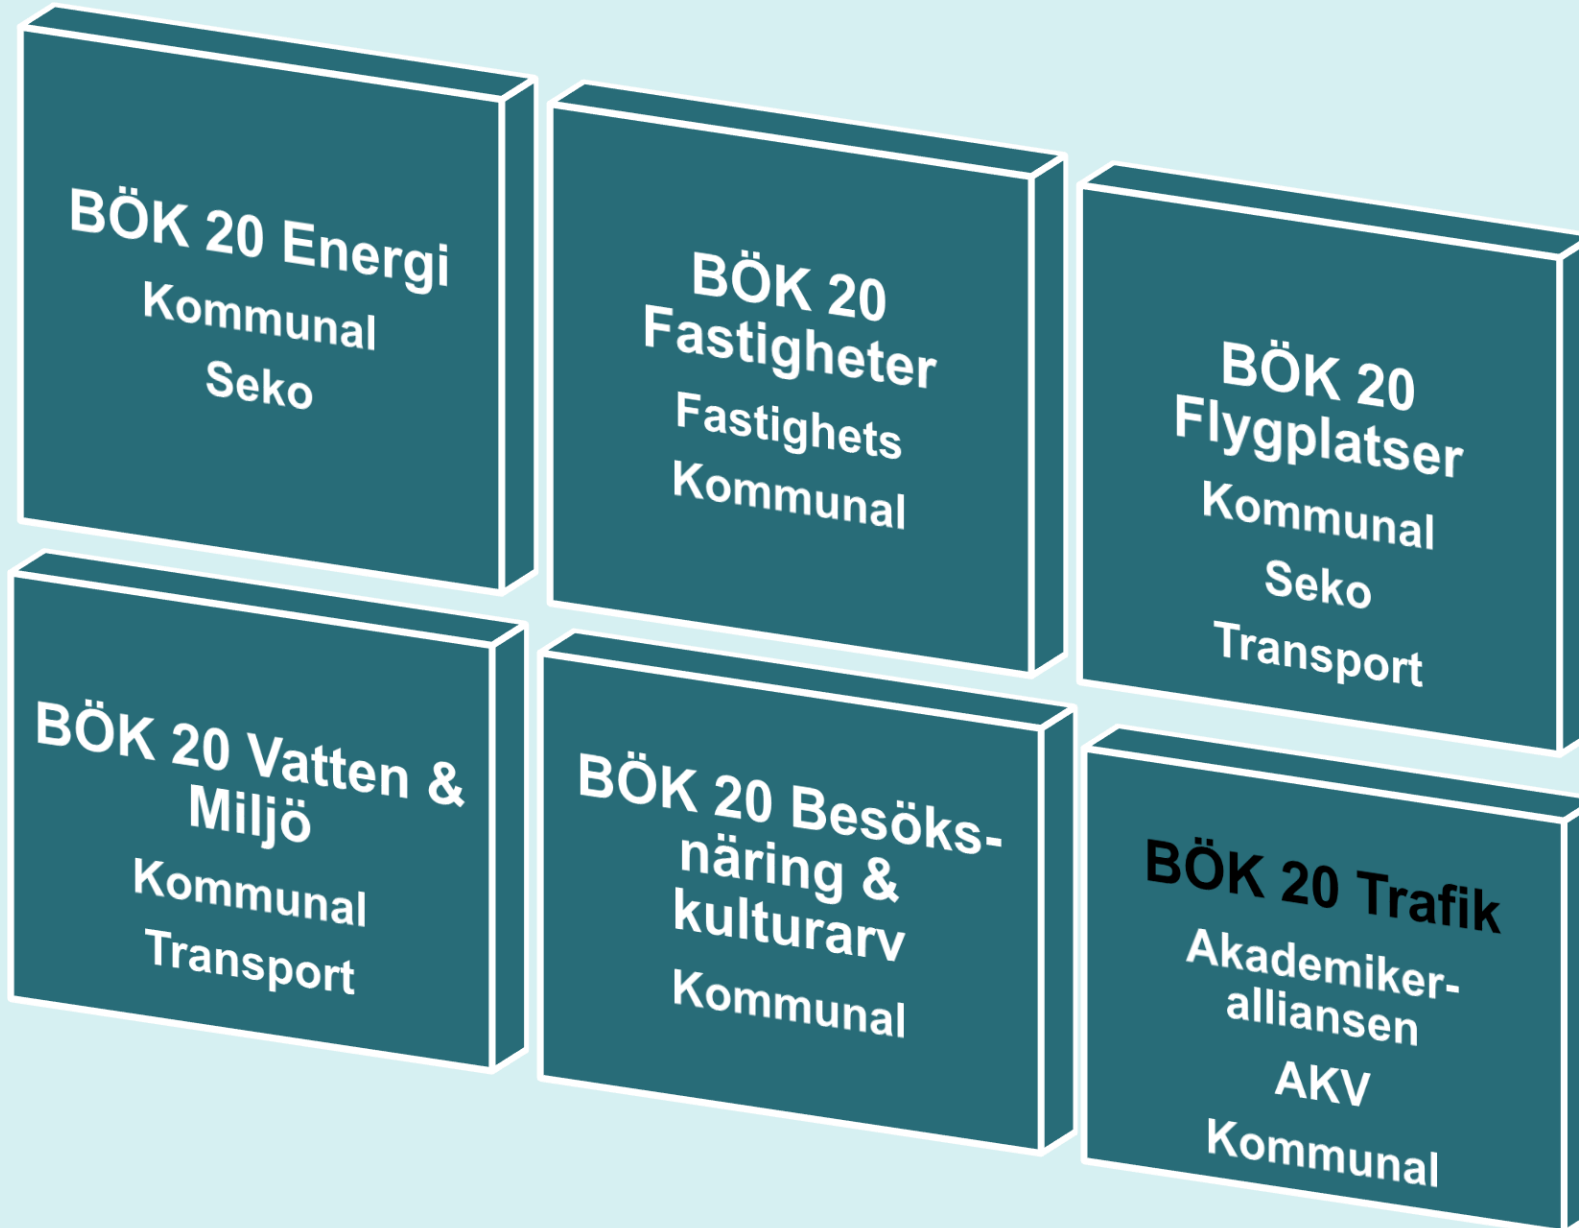 BÖK 20 Energi
Kommunal
Seko
BÖK 20
Fastigheter
Fastighets
Kommunal
BÖK 20
Flygplatser
Kommunal
Seko
Transport
BÖK 20 Vatten &
Miljö
Kommunal
Transport
BÖK 20 Besöks-
näring &
kulturarv
Kommunal
BÖK 20 Trafik
Akademiker-
alliansen
AKV
Kommunal